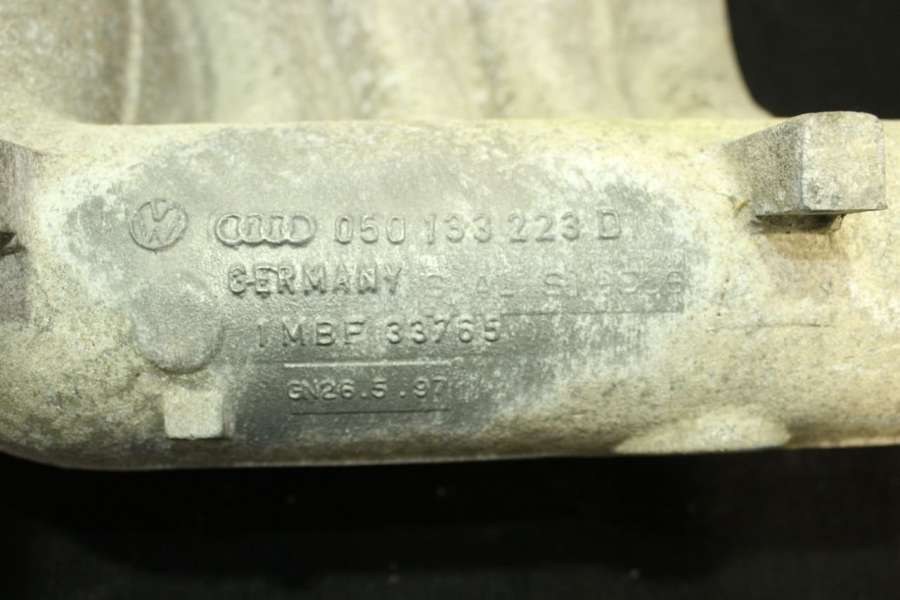 050 133 223 D
GERMANY
1 MBF 33765
GN26.5.97